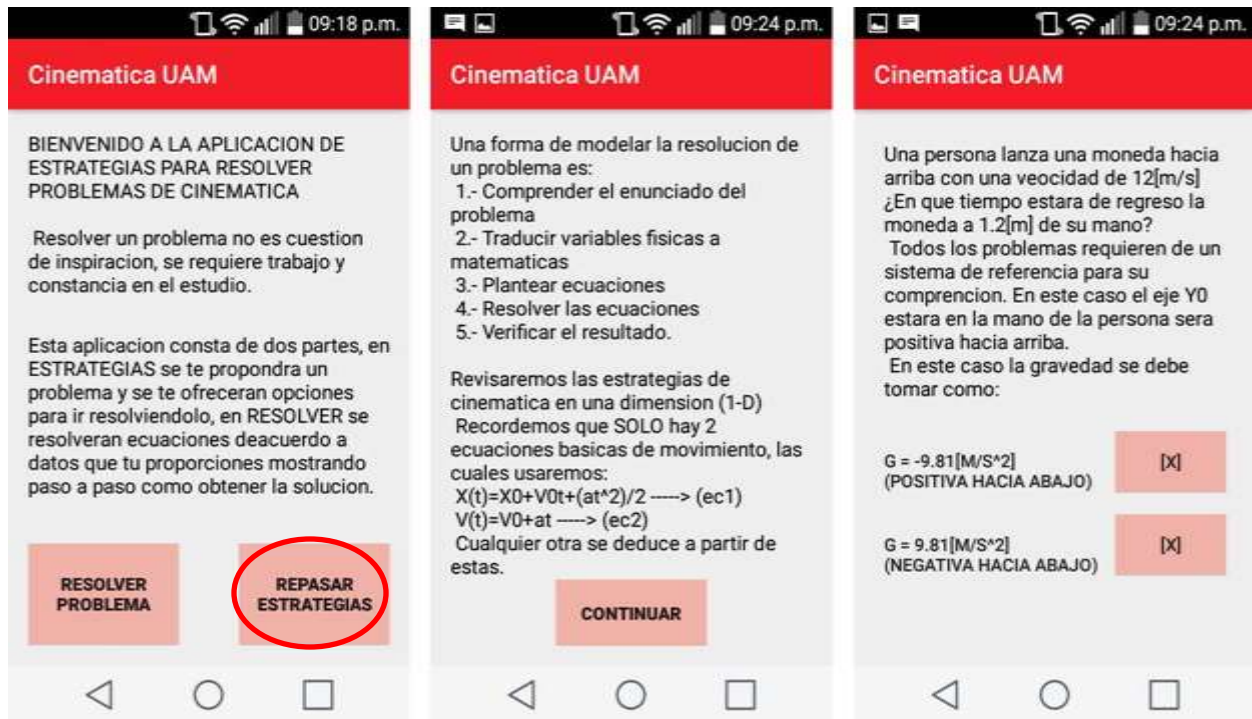 09:18 p.m.
Cinematica UAM
BIENVENIDO A LA APLICACION DE
ESTRATEGIAS PARA RESOLVER
PROBLEMAS DE CINEMATICA
Resolver un problema no es cuestion
de inspiracion, se requiere trabajo y
constancia en el estudio.
Esta aplicacion consta de dos partes, en
ESTRATEGIAS se te propondra un
problema y se te ofreceran opciones
para ir resolviendolo, en RESOLVER se
resolveran ecuaciones deacuerdo a
datos que tu proporciones mostrando
paso a paso como obtener la solucion.
RESOLVER
PROBLEMA
REPASAR
ESTRATEGIAS
09:24 p.m.
Cinematica UAM
Una forma de modelar la resolucion de
un problema es:
1.- Comprender el enunciado del
problema
2.- Traducir variables fisicas a
matematicas
3.- Plantear ecuaciones
4.- Resolver las ecuaciones
5.- Verificar el resultado.
Revisaremos las estrategias de
cinematica en una dimension (1-D)
Recordemos que SOLO hay 2
ecuaciones basicas de movimiento, las
cuales usaremos:
X(t)=X0+V0t+(at^2)/2 -----> (ec1)
V(t)=V0+at -----> (ec2)
Cualquier otra se deduce a partir de
estas.
CONTINUAR
09:24 p.m.
Cinematica UAM
Una persona lanza una moneda hacia
arriba con una veocidad de 12[m/s]
¿En que tiempo estara de regreso la
moneda a 1.2[m] de su mano?
Todos los problemas requieren de un
sistema de referencia para su
comprencion. En este caso el eje Y0
estara en la mano de la persona sera
positiva hacia arriba.
En este caso la gravedad se debe
tomar como:
G = -9.81[M/S^2]
(POSITIVA HACIA ABAJO)
[X]
G = 9.81[M/S^2]
(NEGATIVA HACIA ABAJO)
[X]